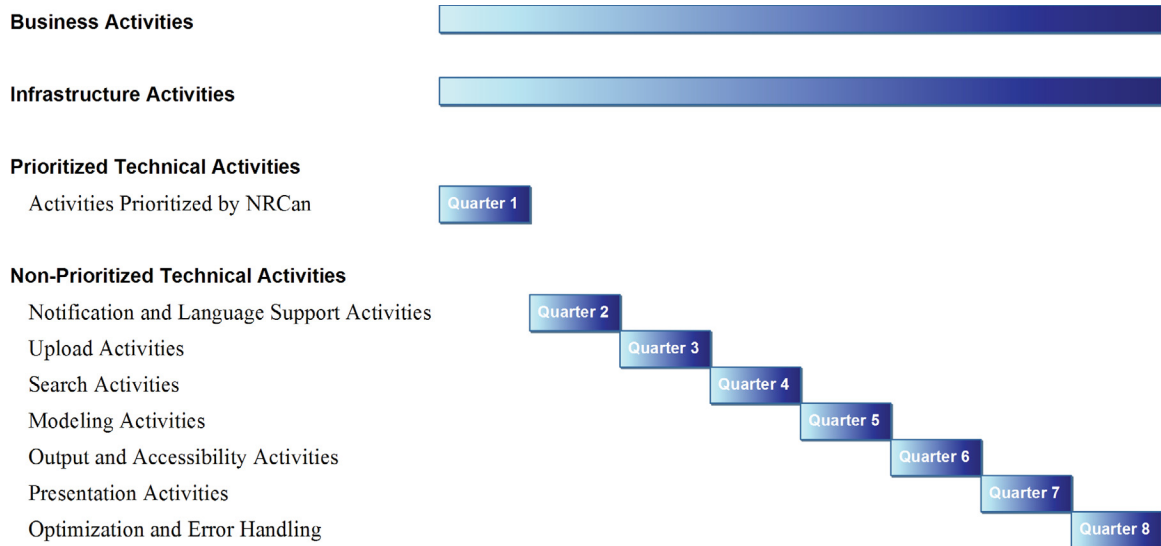 Business Activities
Infrastructure Activities
Prioritized Technical Activities
Activities Prioritized by NRCan
Quarter 1
Non-Prioritized Technical Activities
Notification and Language Support Activities
Quarter 2
Upload Activities
Quarter 3
Search Activities
Quarter 4
Modeling Activities
Quarter 5
Output and Accessibility Activities
Quarter 6
Presentation Activities
Quarter 7
Optimization and Error Handling
Quarter 8